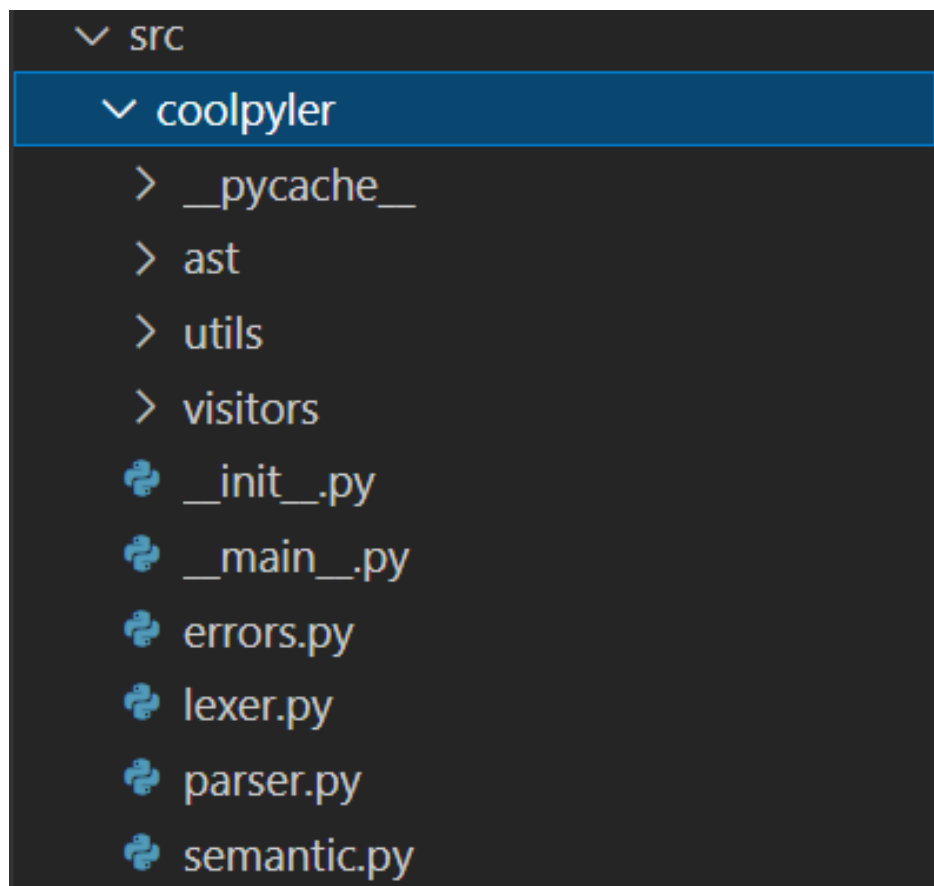 src
coolpyler
__pycache__
ast
utils
visitors
__init__.py
__main__.py
errors.py
lexer.py
parser.py
semantic.py